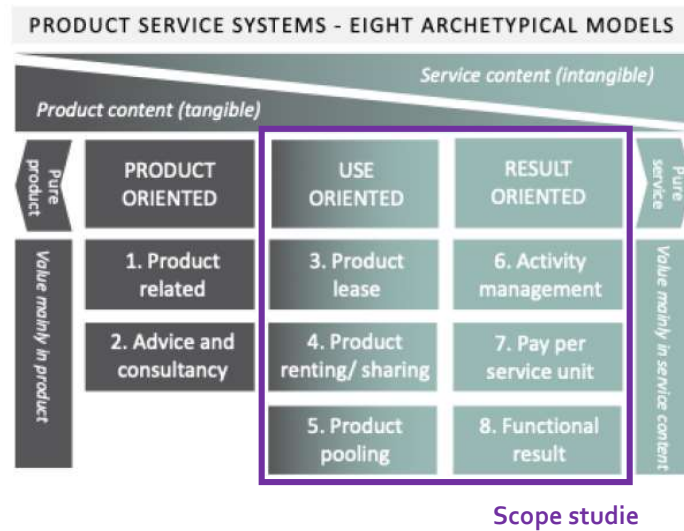 PRODUCT SERVICE SYSTEMS - EIGHT ARCHETYPICAL MODELS
Service content (intangible)
Product content (tangible)
Pure
product
PRODUCT
ORIENTED
USE
ORIENTED
RESULT
ORIENTED
Pure
service
Value mainly in product
1. Product
related
3. Product
lease
6. Activity
management
2. Advice and
consultancy
4. Product
renting/ sharing
7. Pay per
service unit
5. Product
pooling
8. Functional
result
Value mainly in service content
Scope studie